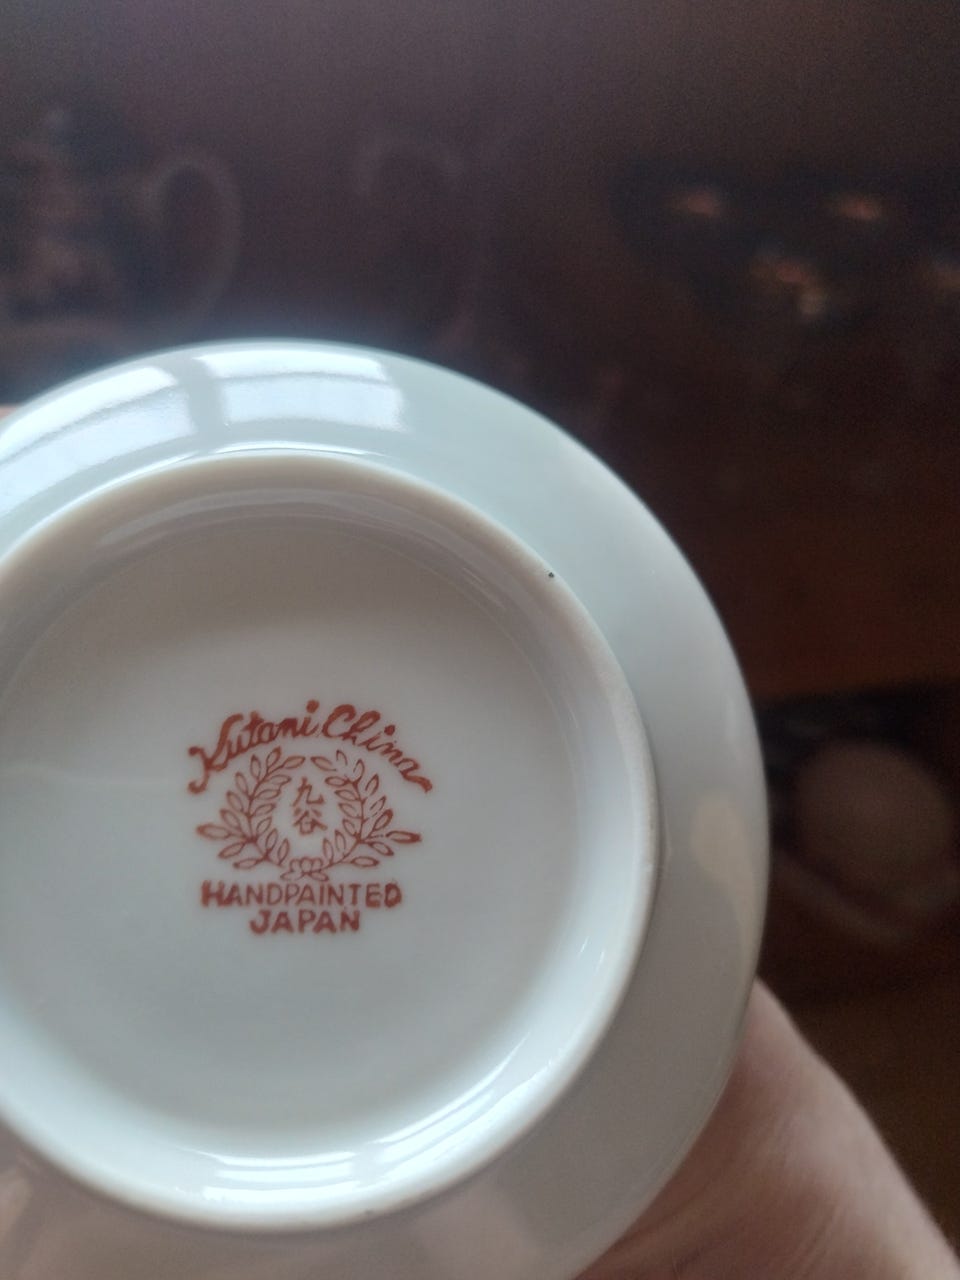 Kutani China
九
谷
HANDPAINTED
JAPAN